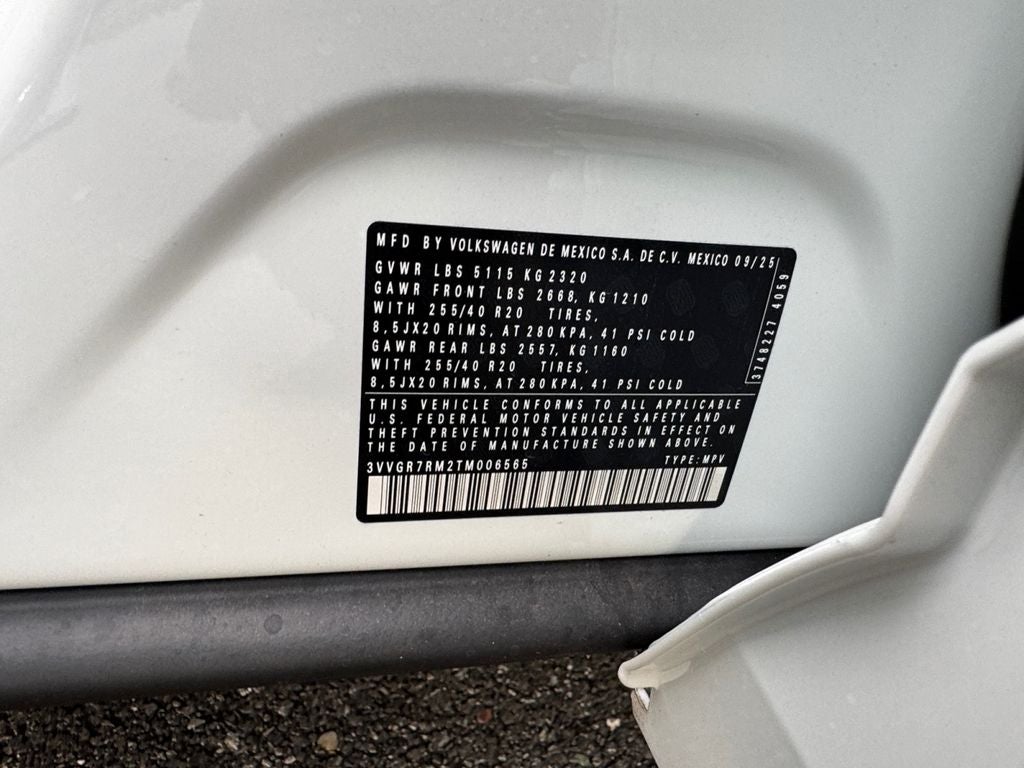 MFD BY VOLKSWAGEN DE MEXICO S.A. DE C.V. MEXICO 09/25
GVWR LBS 5115 KG 2320
GAWR FRONT LBS 2668, KG 1210
WITH 255/40 R20 TIRES,
8,5JX20 RIMS, AT 280 KPA, 41 PSI COLD
GAWR REAR LBS 2557, KG 1160
WITH 255/40 R20 TIRES,
8,5JX20 RIMS, AT 280 KPA, 41 PSI COLD
3748227 4059
THIS VEHICLE CONFORMS TO ALL APPLICABLE
U.S. FEDERAL MOTOR VEHICLE SAFETY AND
THEFT PREVENTION STANDARDS IN EFFECT ON
THE DATE OF MANUFACTURE SHOWN ABOVE.
3VVGR7RM2TM006565 TYPE: MPV